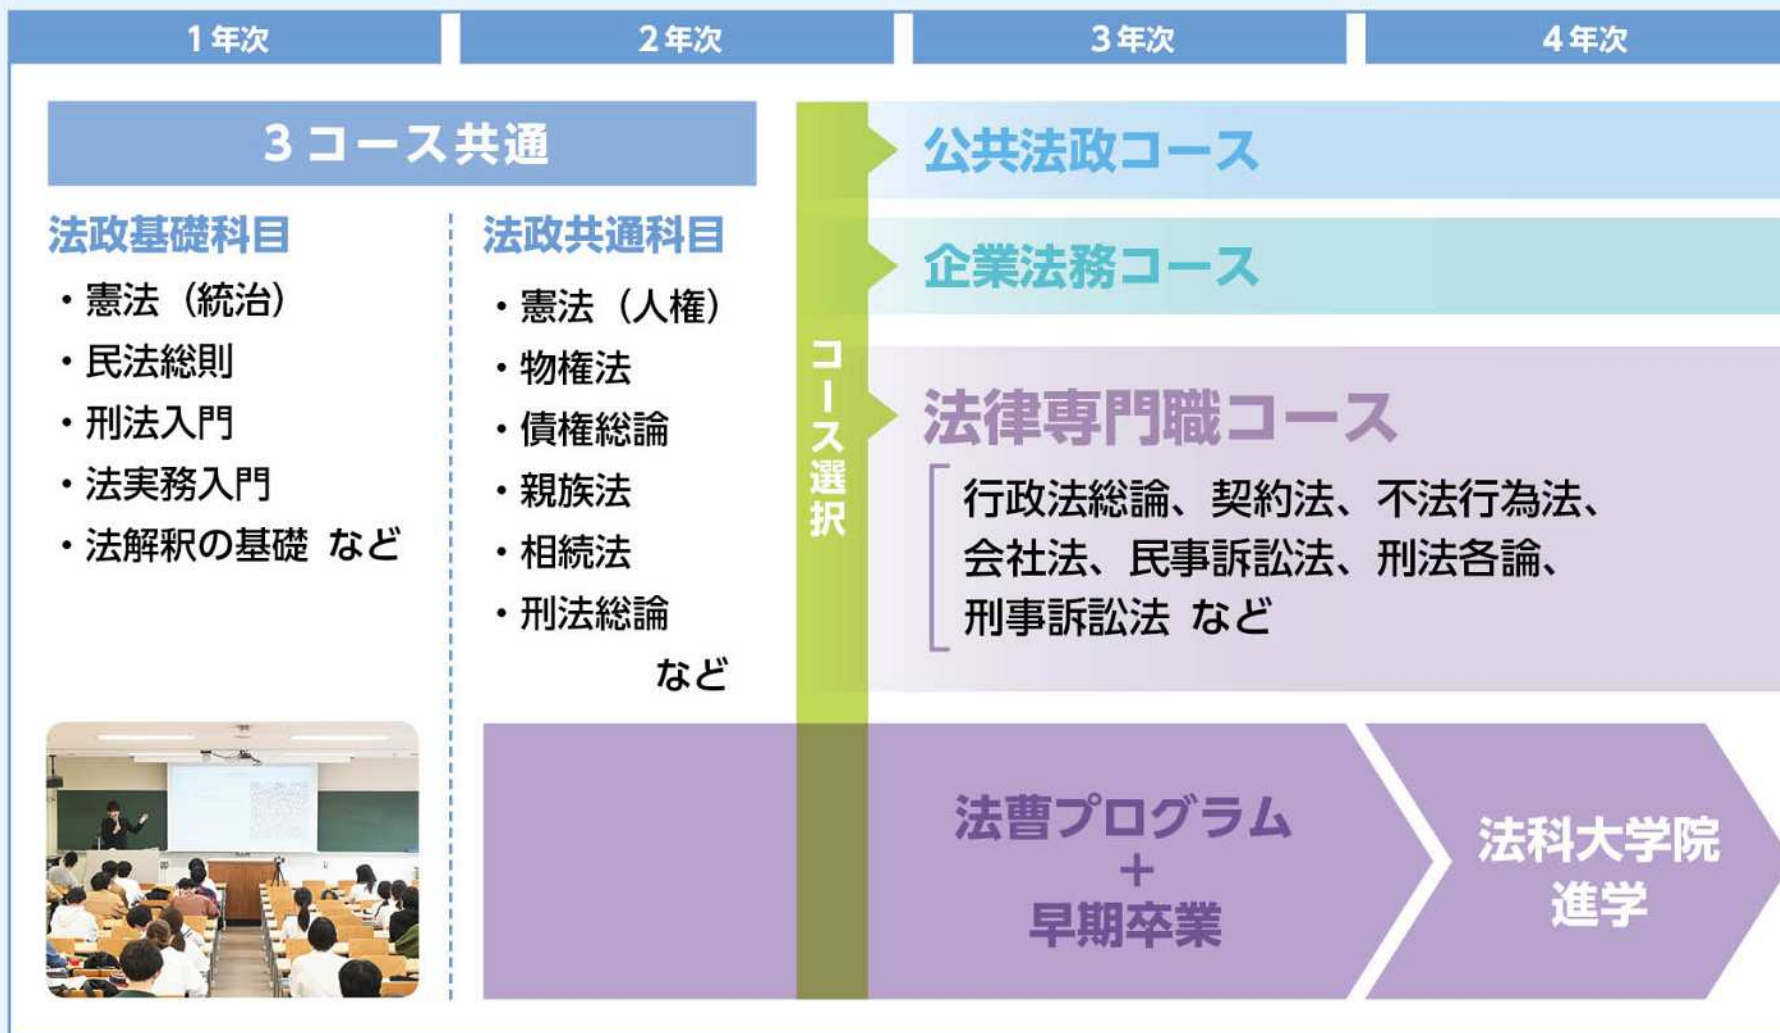 1年次
2年次
3年次
4年次
3コース共通
法政基礎科目
・憲法（統治）
・民法総則
・刑法入門
・法実務入門
・法解釈の基礎 など
法政共通科目
・憲法（人権）
・物権法
・債権総論
・親族法
・相続法
・刑法総論
など
コース選択
公共法政コース
企業法務コース
法律専門職コース
行政法総論、契約法、不法行為法、
会社法、民事訴訟法、刑法各論、
刑事訴訟法 など
法曹プログラム
+
早期卒業
法科大学院
進学